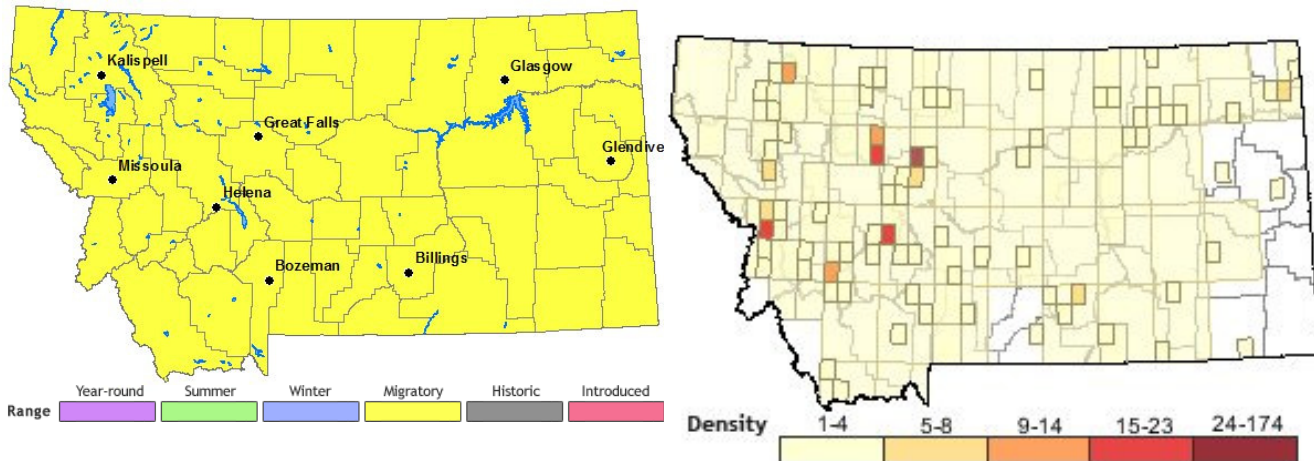 Kalispell
Glasgow
Great Falls
Glendive
Missoula
Helena
Bozeman
Billings
Year-round Summer Winter Migratory Historic Introduced
Range
Density 1-4 5-8 9-14 15-23 24-174